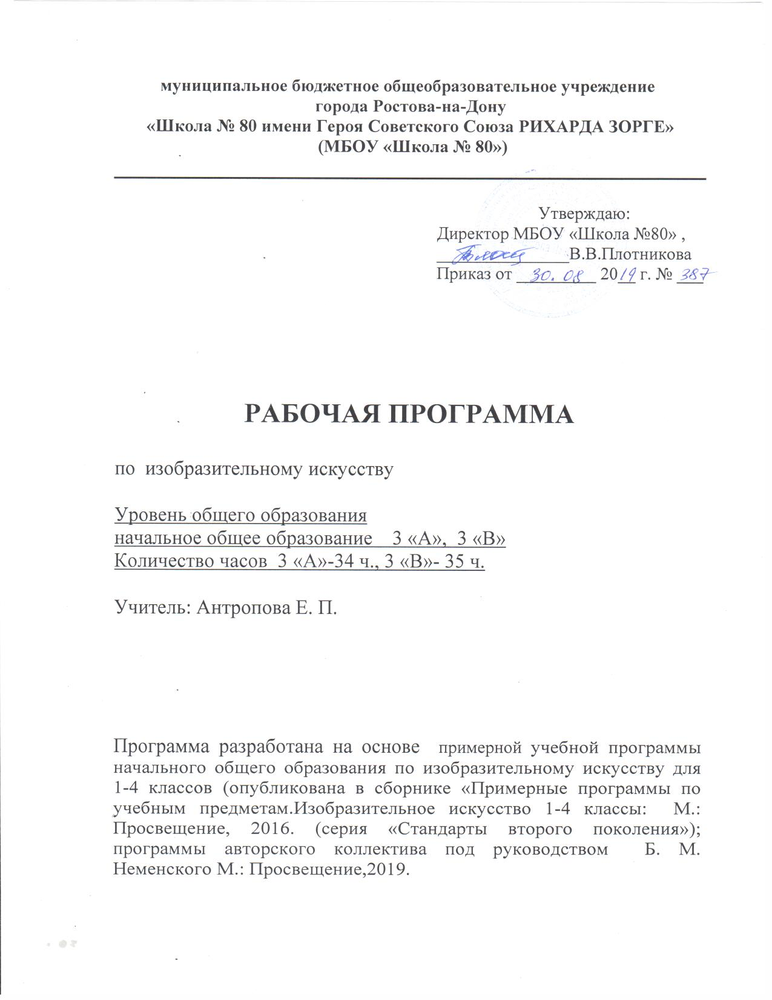 муниципальное бюджетное общеобразовательное учреждение
города Ростова-на-Дону
«Школа № 80 имени Героя Советского Союза РИХАРДА ЗОРГЕ»
(МБОУ «Школа № 80»)
Утверждаю:
Директор МБОУ «Школа №80» ,
_______________В.В.Плотникова
Приказ от 30.08 2019 г. № 387
РАБОЧАЯ ПРОГРАММА
по изобразительному искусству
Уровень общего образования
начальное общее образование 3 «А», 3 «В»
Количество часов 3 «А»-34 ч., 3 «В»- 35 ч.
Учитель: Антропова Е. П.
Программа разработана на основе примерной учебной программы
начального общего образования по изобразительному искусству для
1-4 классов (опубликована в сборнике «Примерные программы по
учебным предметам.Изобразительное искусство 1-4 классы: М.:
Просвещение, 2016. (серия «Стандарты второго поколения»);
программы авторского коллектива под руководством Б. М.
Неменского М.: Просвещение,2019.